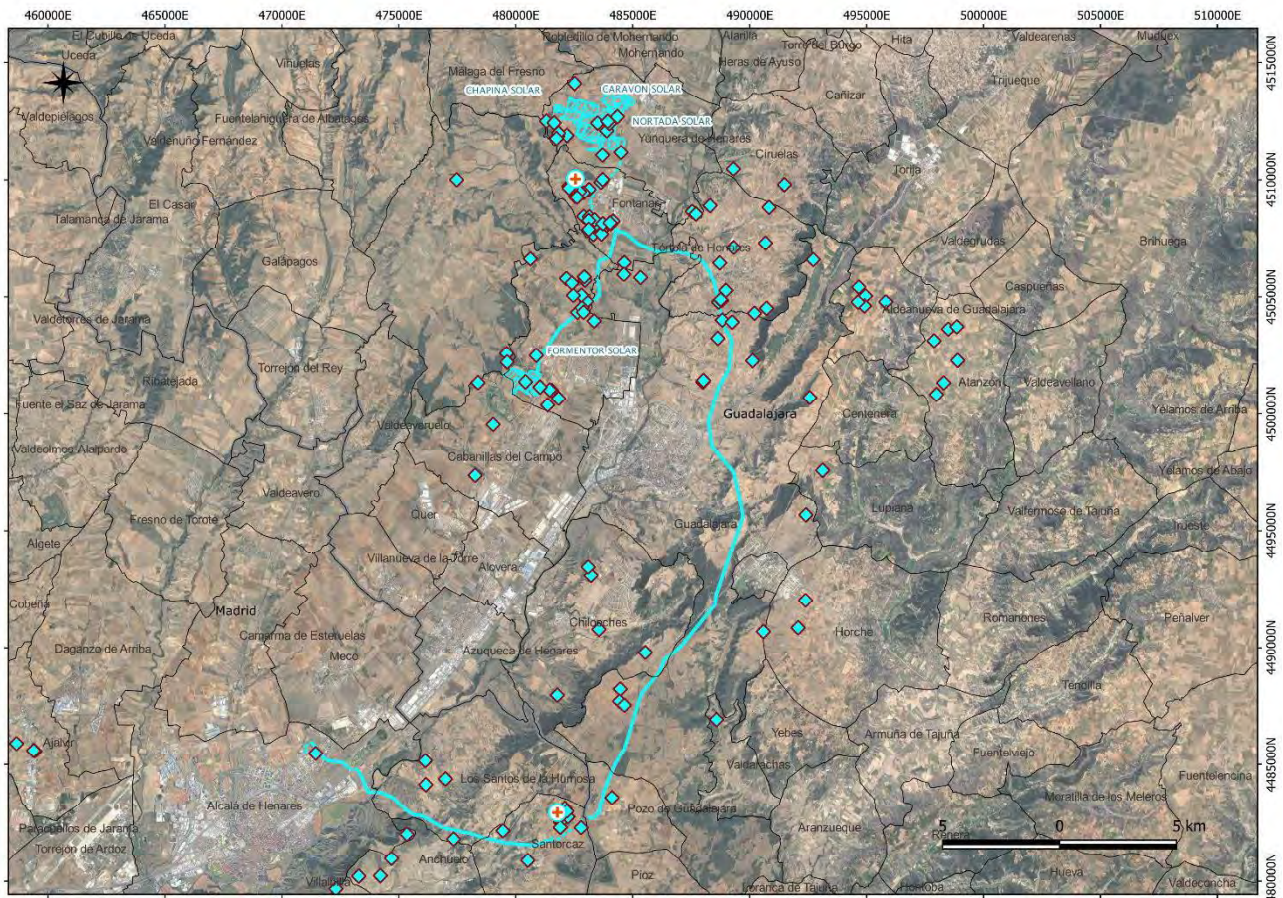 460000E 465000E 470000E 475000E 480000E 485000E 490000E 495000E 500000E 505000E 510000E
El Cubillo de Uceda
Uceda
Robledillo de Mohernando
Mohernando
Alarilla
Torre del Burgo
Hita
Valdearenas
Muduex
Viñuelas
Málaga del Fresno
Heras de Ayuso
Trijueque
4515000N
CHAPINA SOLAR
CARAVON SOLAR
Cañizar
Valdepiélagos
Fuentelahiguera de Albatages
NORTADA SOLAR
Valdenuño Fernández
Yunquera de Henares
Ciruelas
Torija
4510000N
El Casar
Talamanca de Jarama
Fontanar
Valdegrudas
Brihuega
Tórtola de Henares
Galápagos
Caspueñas
4505000N
Valdetorres de Jarama
Aldeanueva de Guadalajara
FORMENTOR SOLAR
Torrejón del Rey
Ribatejada
Atanzón
Valdeavellano
Fuente el Saz de Jarama
Yélamos de Arriba
Valdeaveruelo
Guadalajara
Centenera
4500000N
Valdeolmos Alalpardo
Cabanillas del Campo
Yélamos de Abajo
Valdeavero
Quer
Lupiana
Valfermoso de Tajuña
Fresno de Torote
Guadalajara
Irueste
Algete
4495000N
Villanueva de la Torre
Alovera
Cobeña
Madrid
Chiloeches
Romanones
Peñalver
Camarma de Esteruelas
Horche
Daganzo de Arriba
Meco
Azuqueca de Henares
4490000N
Tendilla
Ajalvir
Yebes
Armuña de Tajuña
Fuentelviejo
Valdarachas
Los Santos de la Humosa
Fuentelencina
4485000N
Alcalá de Henares
Pozo de Guadalajara
Moratilla de los Meleros
Paracuellos de Jarama
Aranzueque
Renera
5 0 5 km
Torrejón de Ardoz
Santorcaz
Anchuelo
Pioz
Hueva
Villalbilla
Loranca de Tajuña
Hontoba
Valdeconcha
4480000N